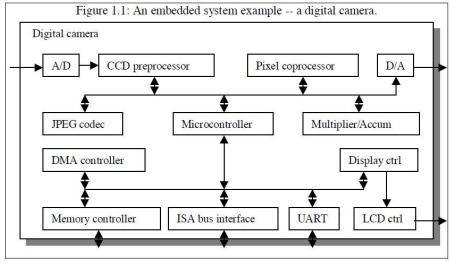 Figure 1.1: An embedded system example -- a digital camera.
Digital camera
A/D
CCD preprocessor
Pixel coprocessor
D/A
JPEG codec
Microcontroller
Multiplier/Accum
DMA controller
Display ctrl
Memory controller
ISA bus interface
UART
LCD ctrl